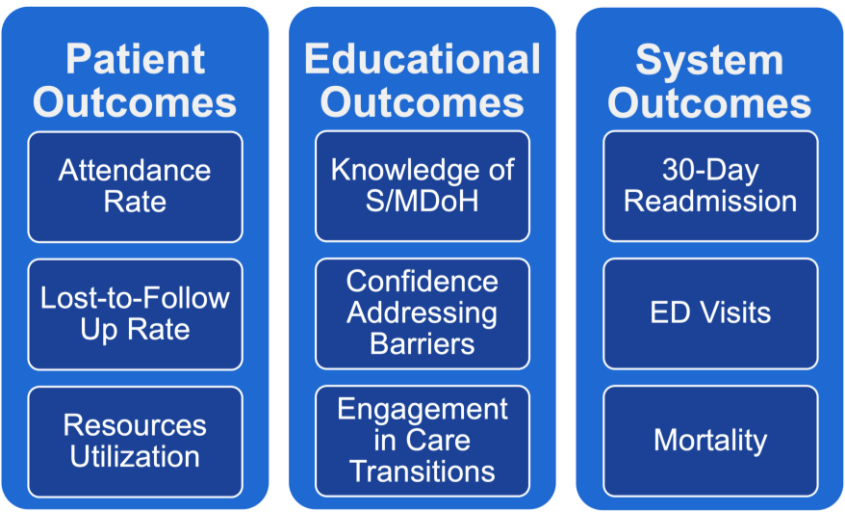 Patient
Outcomes
Attendance
Rate
Lost-to-Follow
Up Rate
Resources
Utilization
Educational
Outcomes
Knowledge of
S/MDoH
Confidence
Addressing
Barriers
Engagement
in Care
Transitions
System
Outcomes
30-Day
Readmission
ED Visits
Mortality